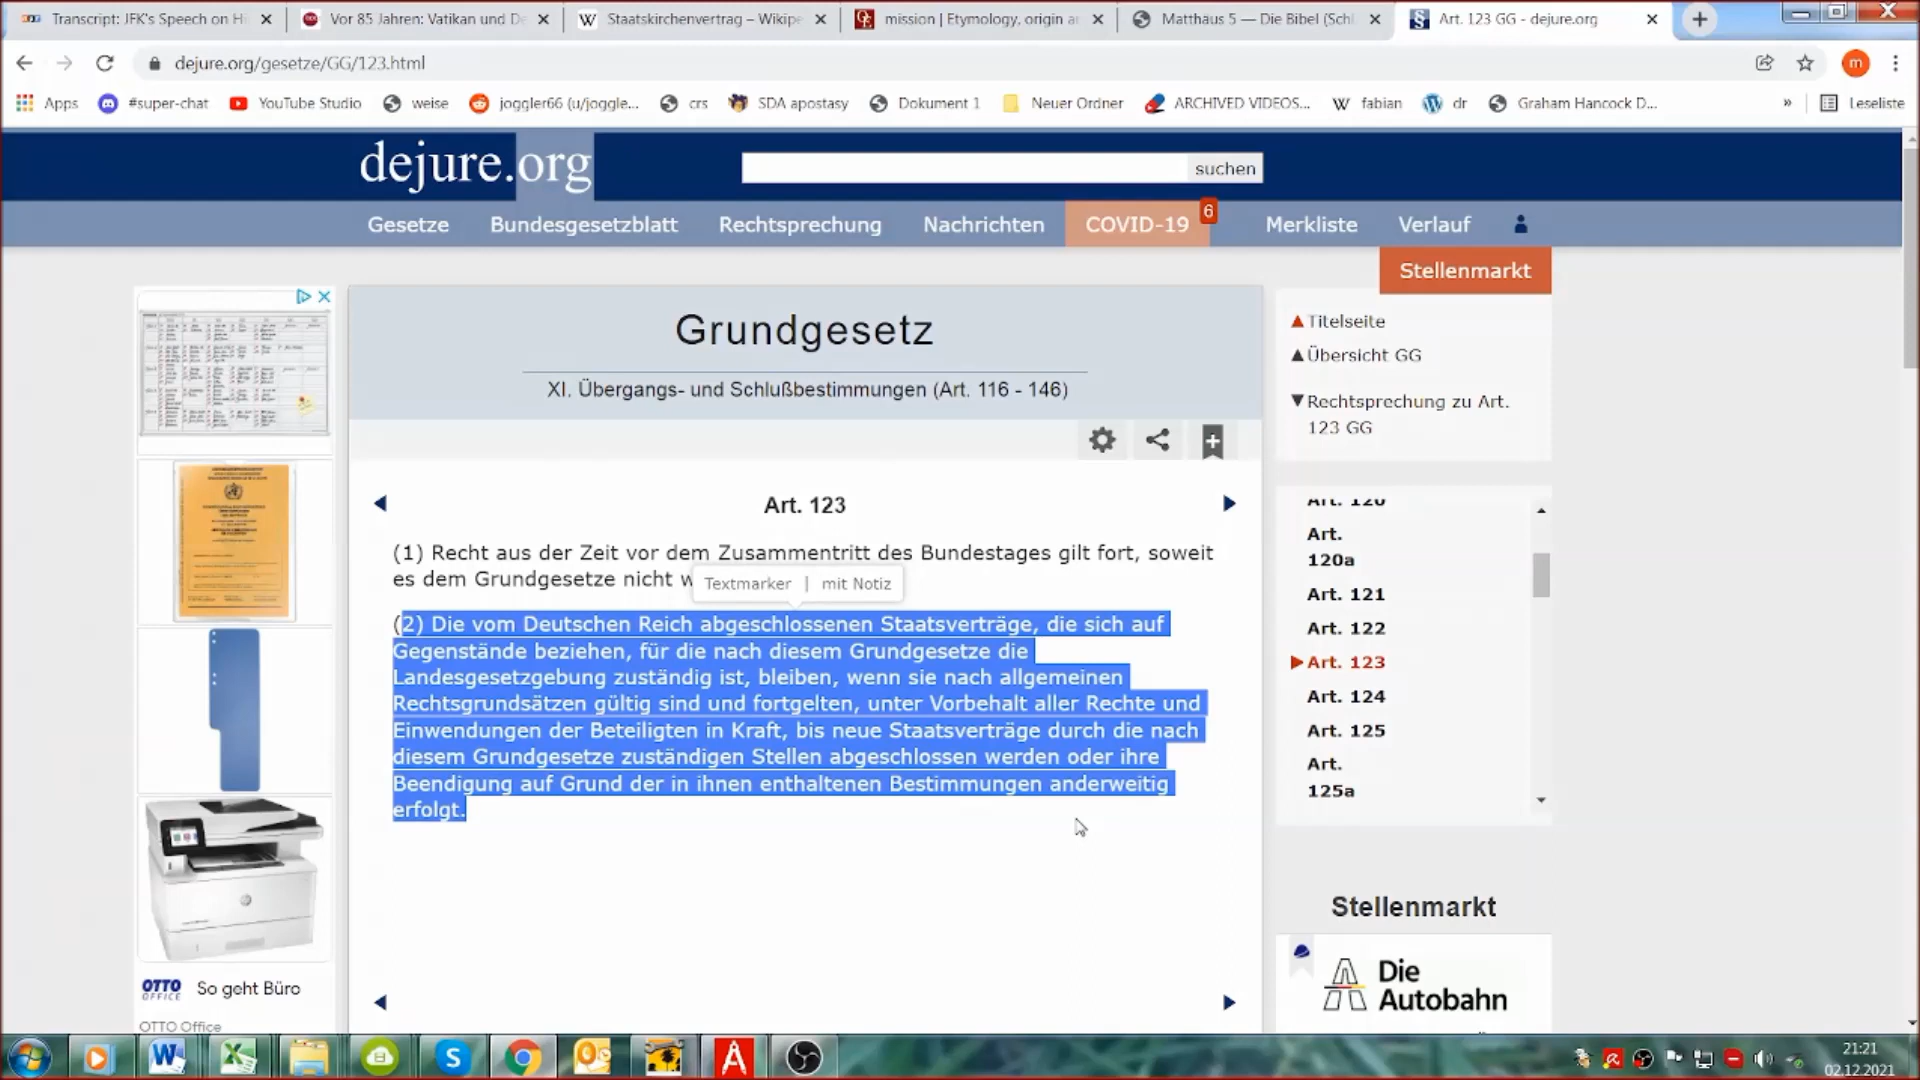 Transcript: JFK's Speech on Hi
Vor 85 Jahren: Vatikan und De
Staatskirchenvertrag – Wikipe
mission | Etymology, origin a
Matthäus 5 — Die Bibel (Schl
Art. 123 GG - dejure.org
dejure.org/gesetze/GG/123.html
m
Apps
#super-chat
YouTube Studio
weise
joggler66 (u/joggle...
crs
SDA apostasy
Dokument 1
Neuer Ordner
ARCHIVED VIDEOS...
fabian
dr
Graham Hancock D...
»
Leseliste
dejure.org
suchen
Gesetze
Bundesgesetzblatt
Rechtsprechung
Nachrichten
COVID-19
6
Merkliste
Verlauf
Stellenmarkt
Grundgesetz
XI. Übergangs- und Schlußbestimmungen (Art. 116 - 146)
Titelseite
Übersicht GG
Rechtsprechung zu Art.
123 GG
Art. 123
(1) Recht aus der Zeit vor dem Zusammentritt des Bundestages gilt fort, soweit
es dem Grundgesetze nicht w
Textmarker | mit Notiz
(2) Die vom Deutschen Reich abgeschlossenen Staatsverträge, die sich auf
Gegenstände beziehen, für die nach diesem Grundgesetze die
Landesgesetzgebung zuständig ist, bleiben, wenn sie nach allgemeinen
Rechtsgrundsätzen gültig sind und fortgelten, unter Vorbehalt aller Rechte und
Einwendungen der Beteiligten in Kraft, bis neue Staatsverträge durch die nach
diesem Grundgesetze zuständigen Stellen abgeschlossen werden oder ihre
Beendigung auf Grund der in ihnen enthaltenen Bestimmungen anderweitig
erfolgt.
Art. 120
Art.
120a
Art. 121
Art. 122
Art. 123
Art. 124
Art. 125
Art.
125a
Stellenmarkt
Die
Autobahn
OTTO
OFFICE
So geht Büro
OTTO Office
21:21
02.12.2021